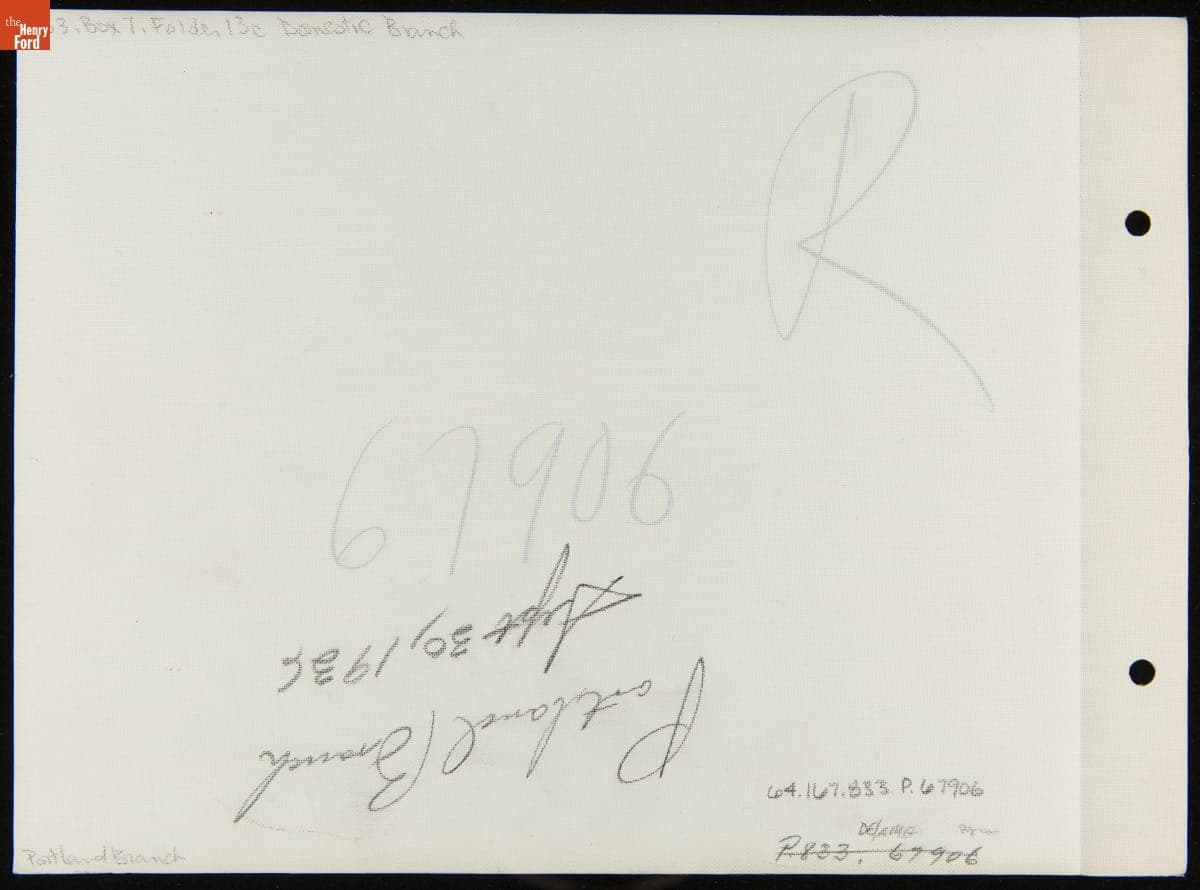 the Henry Ford
3. Box 7. Folder 13c Domestic Branch
R
67906
Portland Branch
Sept 30, 1936
64.167.833.P.67906
P.833. 67906
Portland Branch